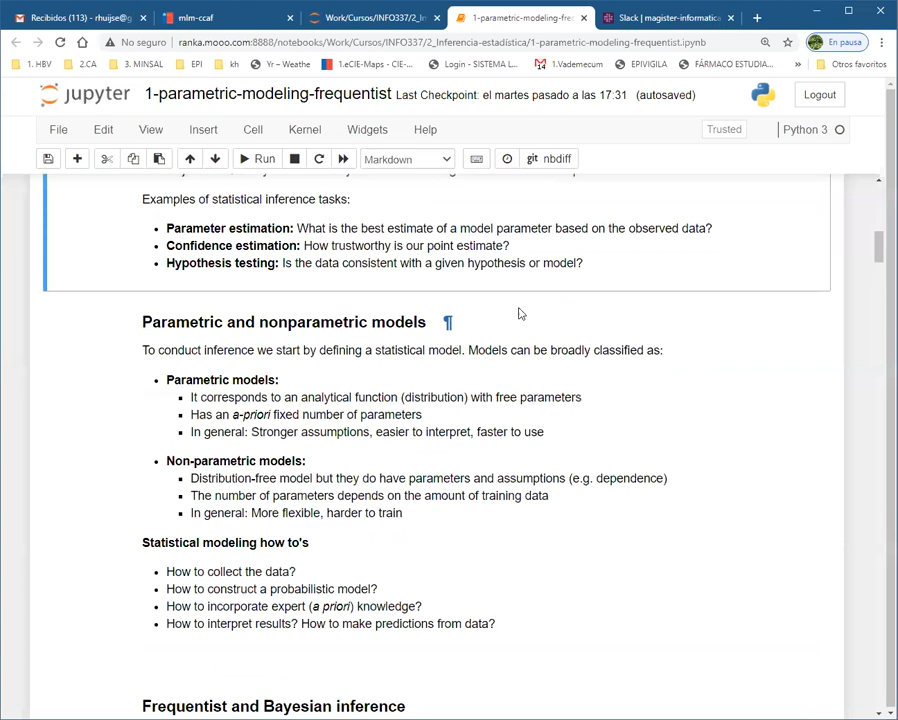 Recibidos (113) - rhuijse@g
mlm-ccaf
Work/Cursos/INFO337/2_In
1-parametric-modeling-fre
Slack | magister-informatica
No seguro | ranka.mooo.com:8888/notebooks/Work/Cursos/INFO337/2_Inferencia-estadística/1-parametric-modeling-frequentist.ipynb
En pausa
1. HBV
2.CA
3. MINSAL
EPI
kh
Yr – Weathe
1.eCIE-Maps - CIE-...
Login - SISTEMA L...
1.Vademecum
EPIVIGILA
FÁRMACO ESTUDIA...
»
Otros favoritos
jupyter 1-parametric-modeling-frequentist Last Checkpoint: el martes pasado a las 17:31 (autosaved)
Logout
File Edit View Insert Cell Kernel Widgets Help
Trusted
Python 3
Run
Markdown
git nbdiff
Examples of statistical inference tasks:
• Parameter estimation: What is the best estimate of a model parameter based on the observed data?
• Confidence estimation: How trustworthy is our point estimate?
• Hypothesis testing: Is the data consistent with a given hypothesis or model?
Parametric and nonparametric models ¶
To conduct inference we start by defining a statistical model. Models can be broadly classified as:
• Parametric models:
▪ It corresponds to an analytical function (distribution) with free parameters
▪ Has an a-priori fixed number of parameters
▪ In general: Stronger assumptions, easier to interpret, faster to use
• Non-parametric models:
▪ Distribution-free model but they do have parameters and assumptions (e.g. dependence)
▪ The number of parameters depends on the amount of training data
▪ In general: More flexible, harder to train
Statistical modeling how to's
• How to collect the data?
• How to construct a probabilistic model?
• How to incorporate expert (a priori) knowledge?
• How to interpret results? How to make predictions from data?
Frequentist and Bayesian inference